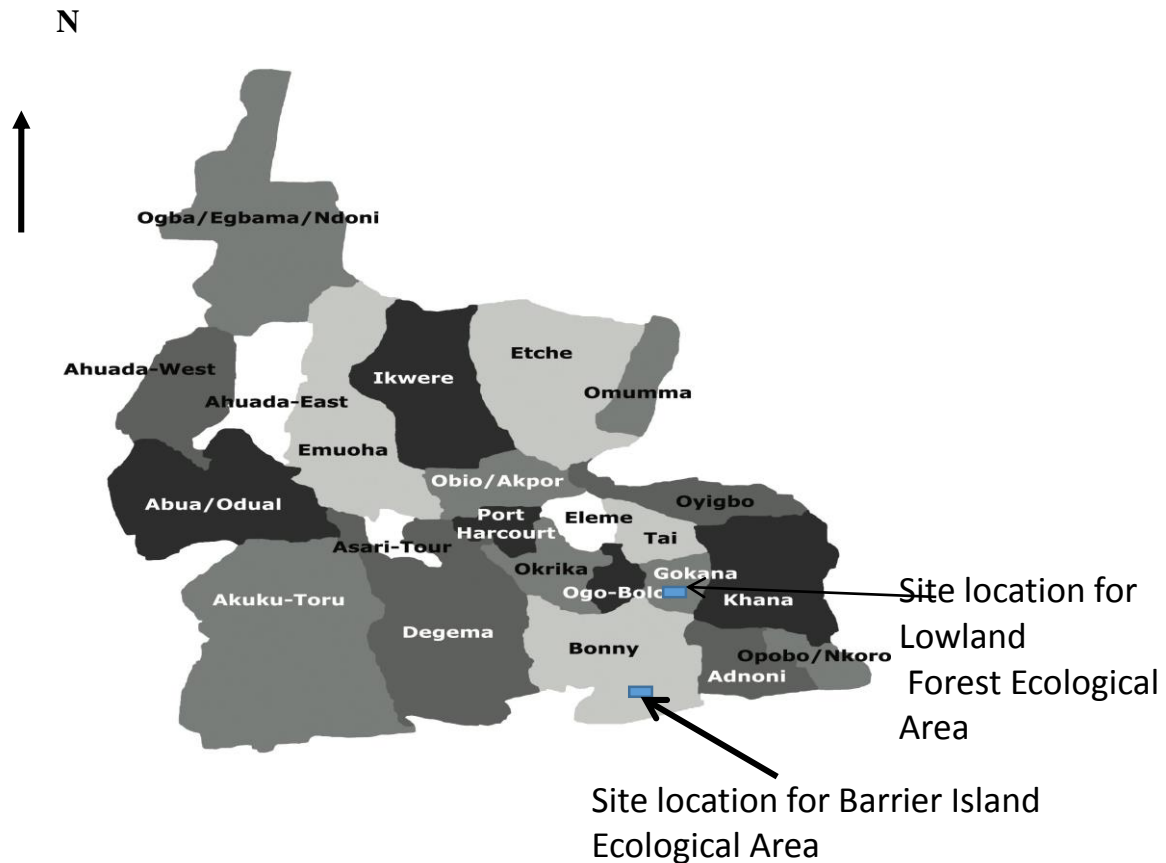 N
Ogba/Egbama/Ndoni
Etche
Ahuada-West
Ikwere
Omumma
Ahuada-East
Emuoha
Obio/Akpor
Abua/Odual
Oyigbo
Port
Harcourt
Eleme
Tai
Asari-Tour
Okrika
Gokana
Ogo-Bolo
Akuku-Toru
Khana
Site location for
Lowland
Forest Ecological
Area
Degema
Bonny
Opobo/Nkoro
Adnoni
Site location for Barrier Island
Ecological Area